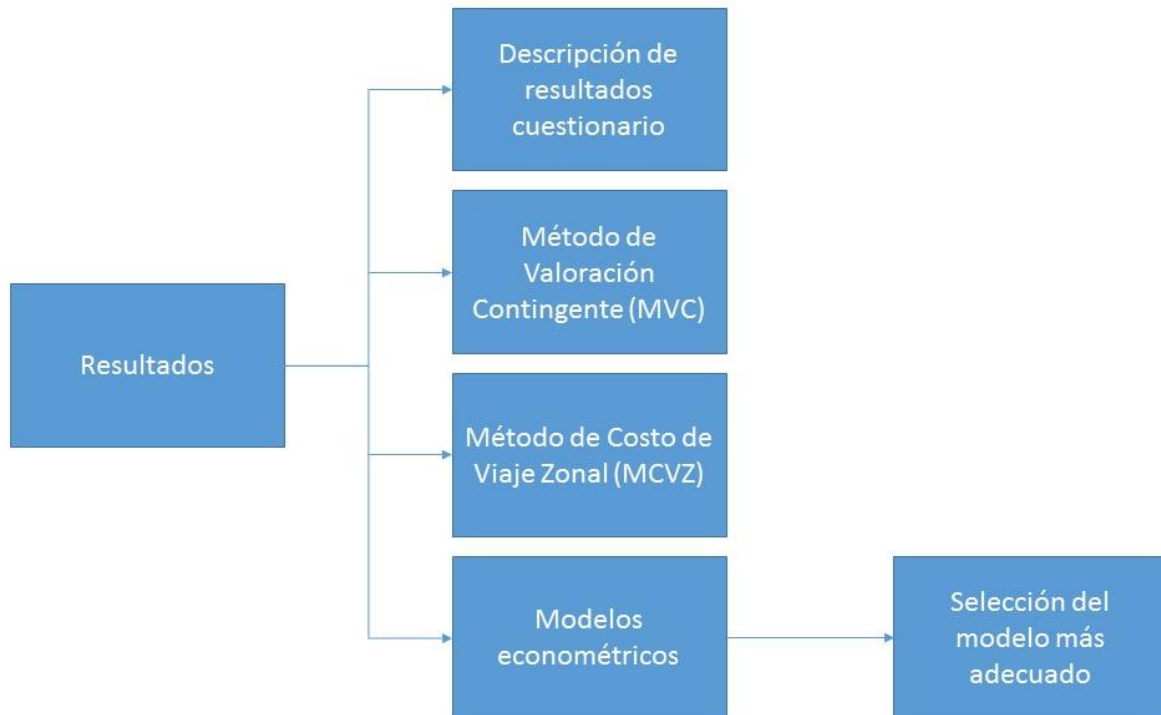 Resultados
Descripción de
resultados
cuestionario
Método de
Valoración
Contingente (MVC)
Método de Costo de
Viaje Zonal (MCVZ)
Modelos
econométricos
Selección del
modelo más
adecuado